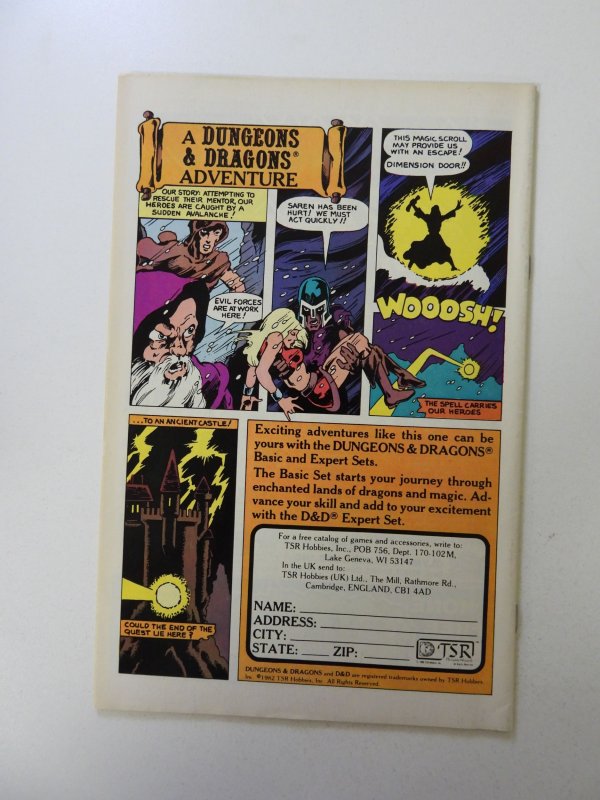 A DUNGEONS
& DRAGONS®
ADVENTURE
OUR STORY: ATTEMPTING TO
RESCUE THEIR MENTOR, OUR
HEROES ARE CAUGHT BY A
SUDDEN AVALANCHE!
EVIL FORCES
ARE AT WORK
HERE!
SAREN HAS BEEN
HURT! WE MUST
ACT QUICKLY!!
THIS MAGIC SCROLL
MAY PROVIDE US
WITH AN ESCAPE!
DIMENSION DOOR!!
WOOOSH!
THE SPELL CARRIES
OUR HEROES
...TO AN ANCIENT CASTLE!
COULD THE END OF THE
QUEST LIE HERE?
Exciting adventures like this one can be
yours with the DUNGEONS & DRAGONS®
Basic and Expert Sets.
The Basic Set starts your journey through
enchanted lands of dragons and magic. Ad-
vance your skill and add to your excitement
with the D&D® Expert Set.
For a free catalog of games and accessories, write to:
TSR Hobbies, Inc., POB 756, Dept. 170-102M,
Lake Geneva, WI 53147
In the UK send to:
TSR Hobbies (UK) Ltd., The Mill, Rathmore Rd.,
Cambridge, ENGLAND, CB1 4AD
NAME:
ADDRESS:
CITY:
STATE: ZIP:
TSR
DUNGEONS & DRAGONS and D&D are registered trademarks owned by TSR Hobbies,
Inc. ©1982 TSR Hobbies, Inc. All Rights Reserved.